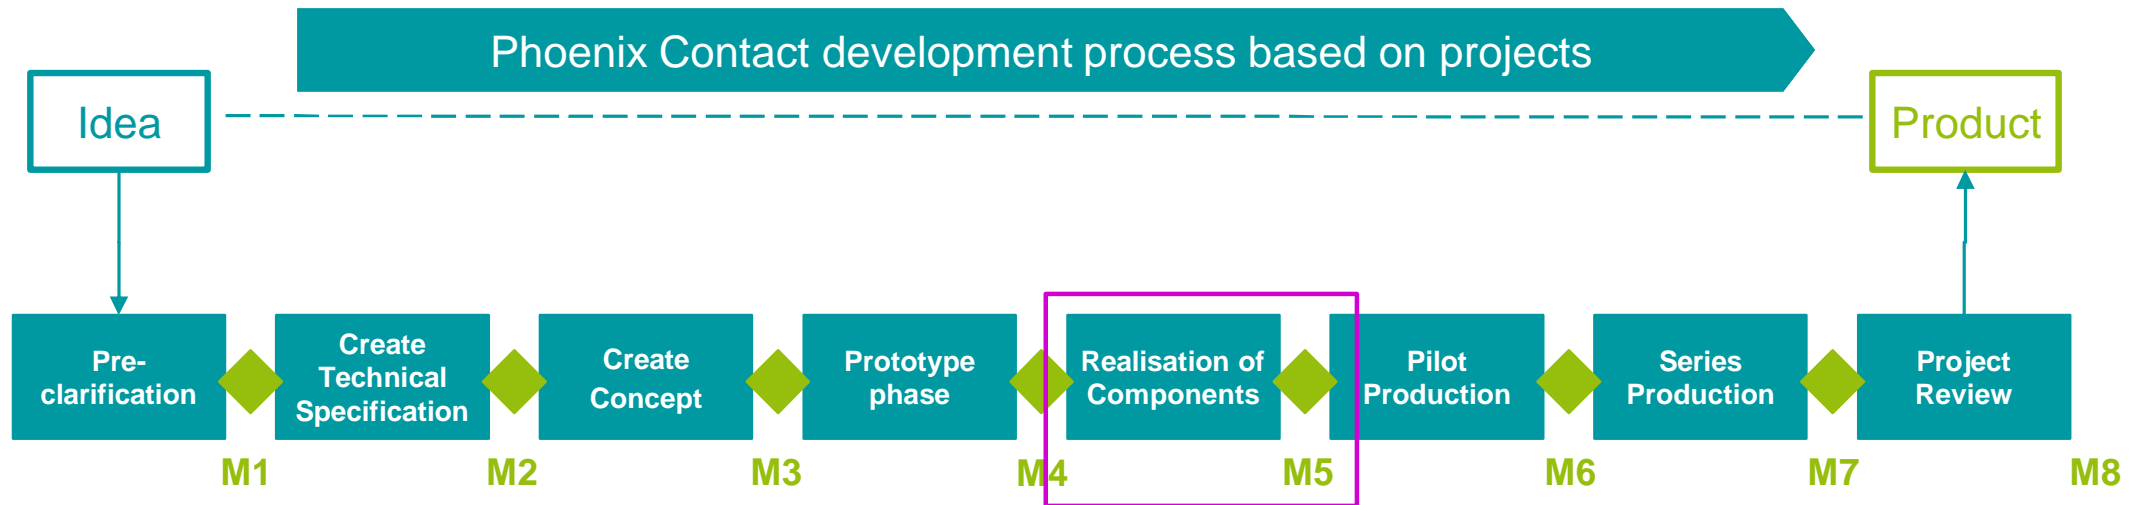 Phoenix Contact development process based on projects
Idea
Product
Pre-
clarification
Create
Technical
Specification
Create
Concept
Prototype
phase
Realisation of
Components
Pilot
Production
Series
Production
Project
Review
M1
M2
M3
M4
M5
M6
M7
M8